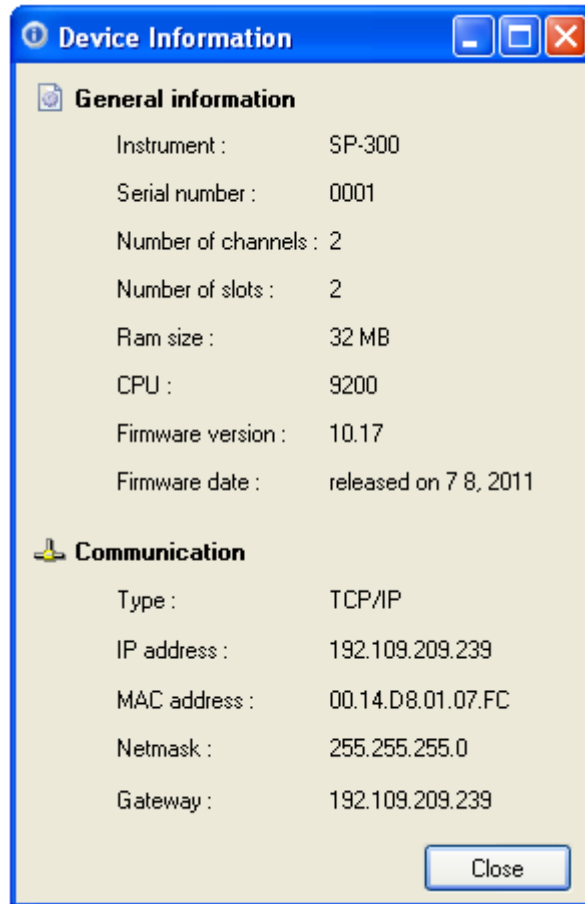 Device Information
General information
Instrument : SP-300
Serial number : 0001
Number of channels : 2
Number of slots : 2
Ram size : 32 MB
CPU : 9200
Firmware version : 10.17
Firmware date : released on 7 8, 2011
Communication
Type : TCP/IP
IP address : 192.109.209.239
MAC address : 00.14.D8.01.07.FC
Netmask : 255.255.255.0
Gateway : 192.109.209.239
Close